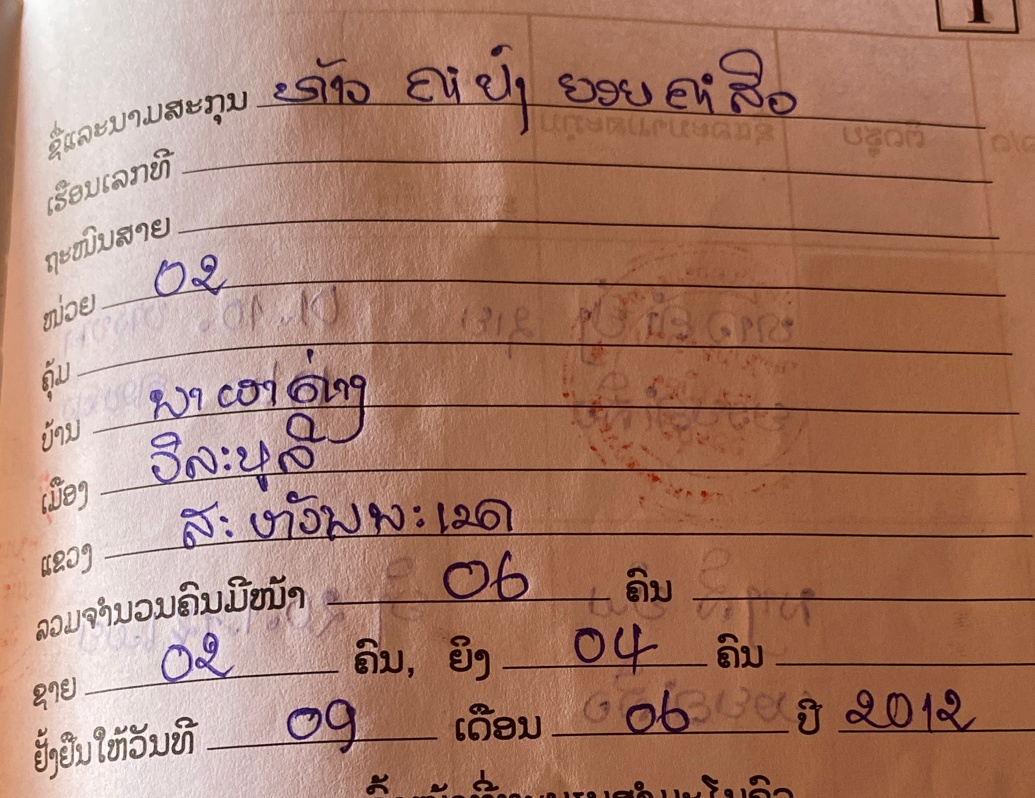 1
ຊື່ແລະນາມສະກຸນ ທ້າວ ຄຳປົງ ຍອຍຄຳສືວ
ເຮືອນເລກທີ
ຖະໜົນສາຍ
ໜ່ວຍ 02
ຄຸ້ມ
ບ້ານ ພາຍາຄ່າງ
ເມືອງ ວິລະບູລີ
ແຂວງ ສະຫວັນນະເຂດ
ລວມຈຳນວນຄົນມີໜ້າ 06 ຄົນ
ຊາຍ 02 ຄົນ, ຍິງ 04 ຄົນ
ຢັ້ງຢືນໃຫ້ວັນທີ 09 ເດືອນ 06 ປີ 2012